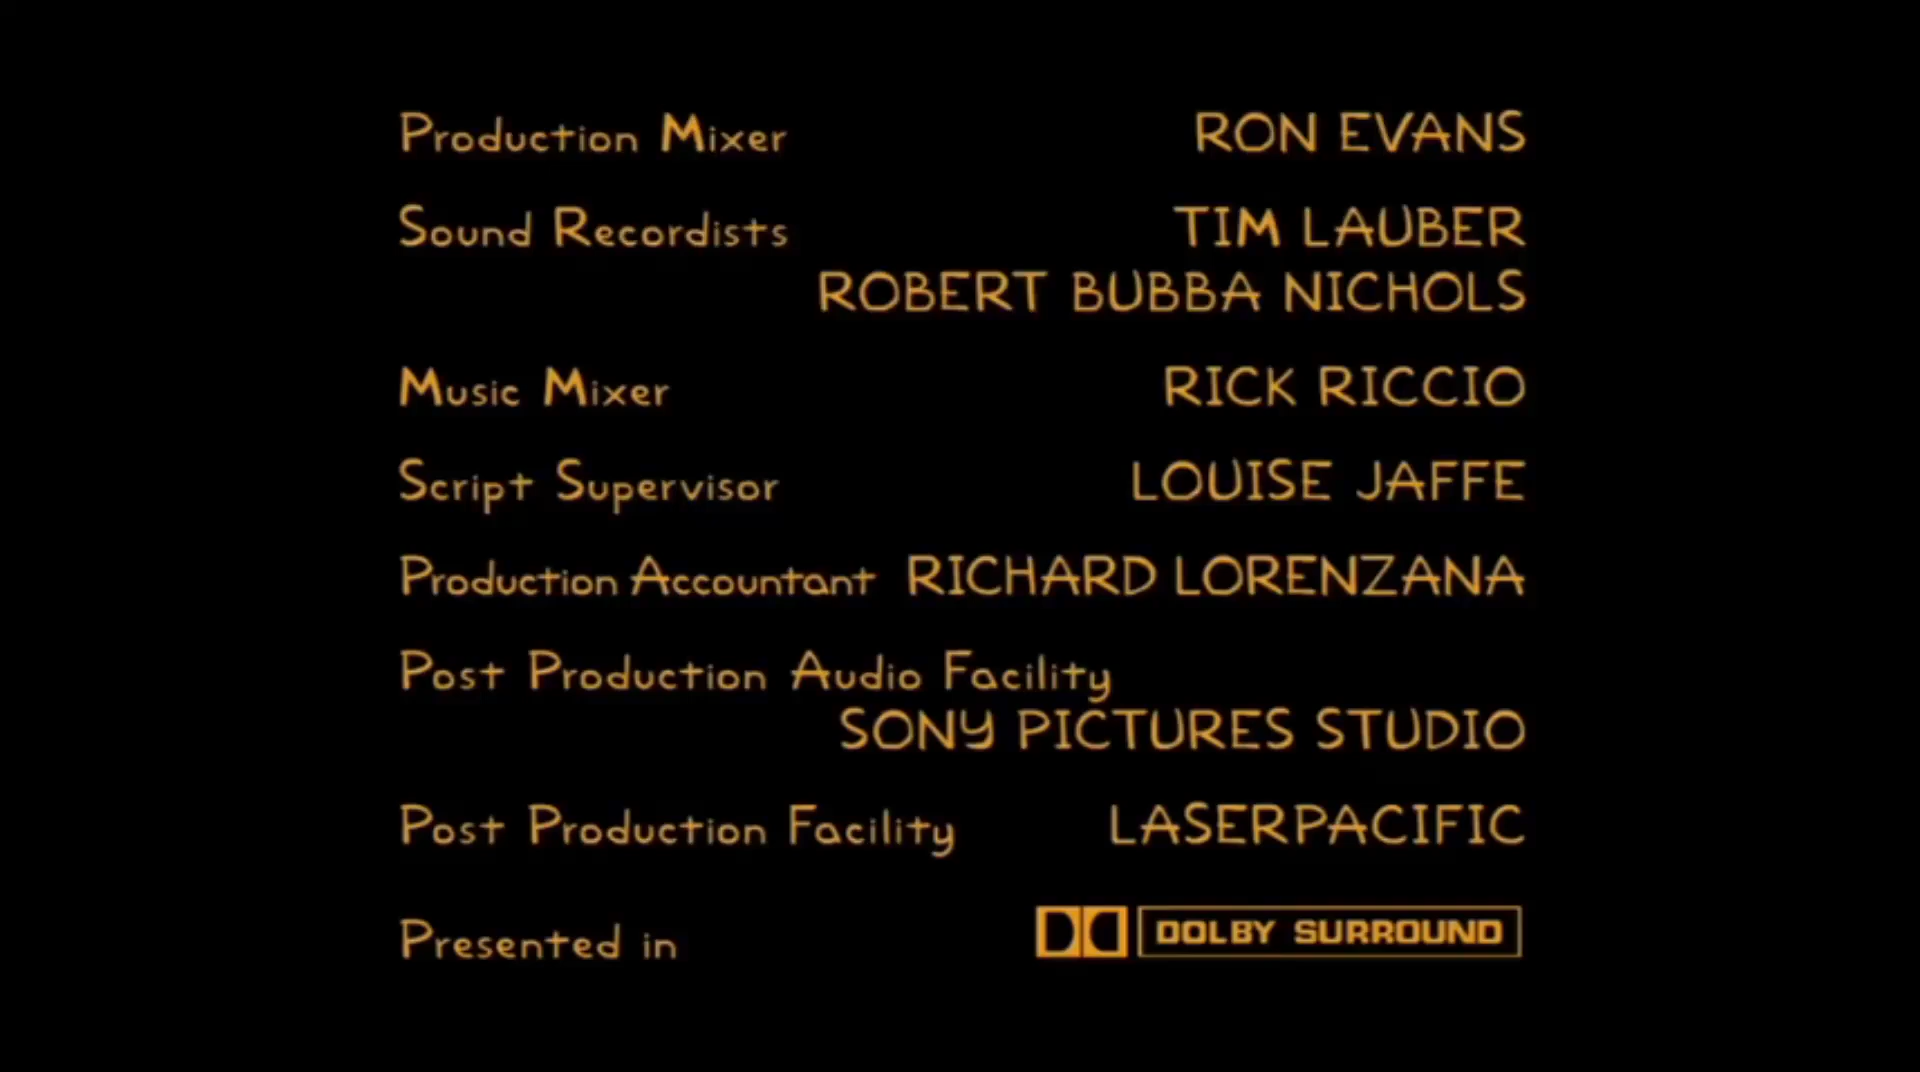 Production Mixer RON EVANS
Sound Recordists TIM LAUBER
ROBERT BUBBA NICHOLS
Music Mixer RICK RICCIO
Script Supervisor LOUISE JAFFE
Production Accountant RICHARD LORENZANA
Post Production Audio Facility
SONY PICTURES STUDIO
Post Production Facility LASERPACIFIC
Presented in DOLBY SURROUND